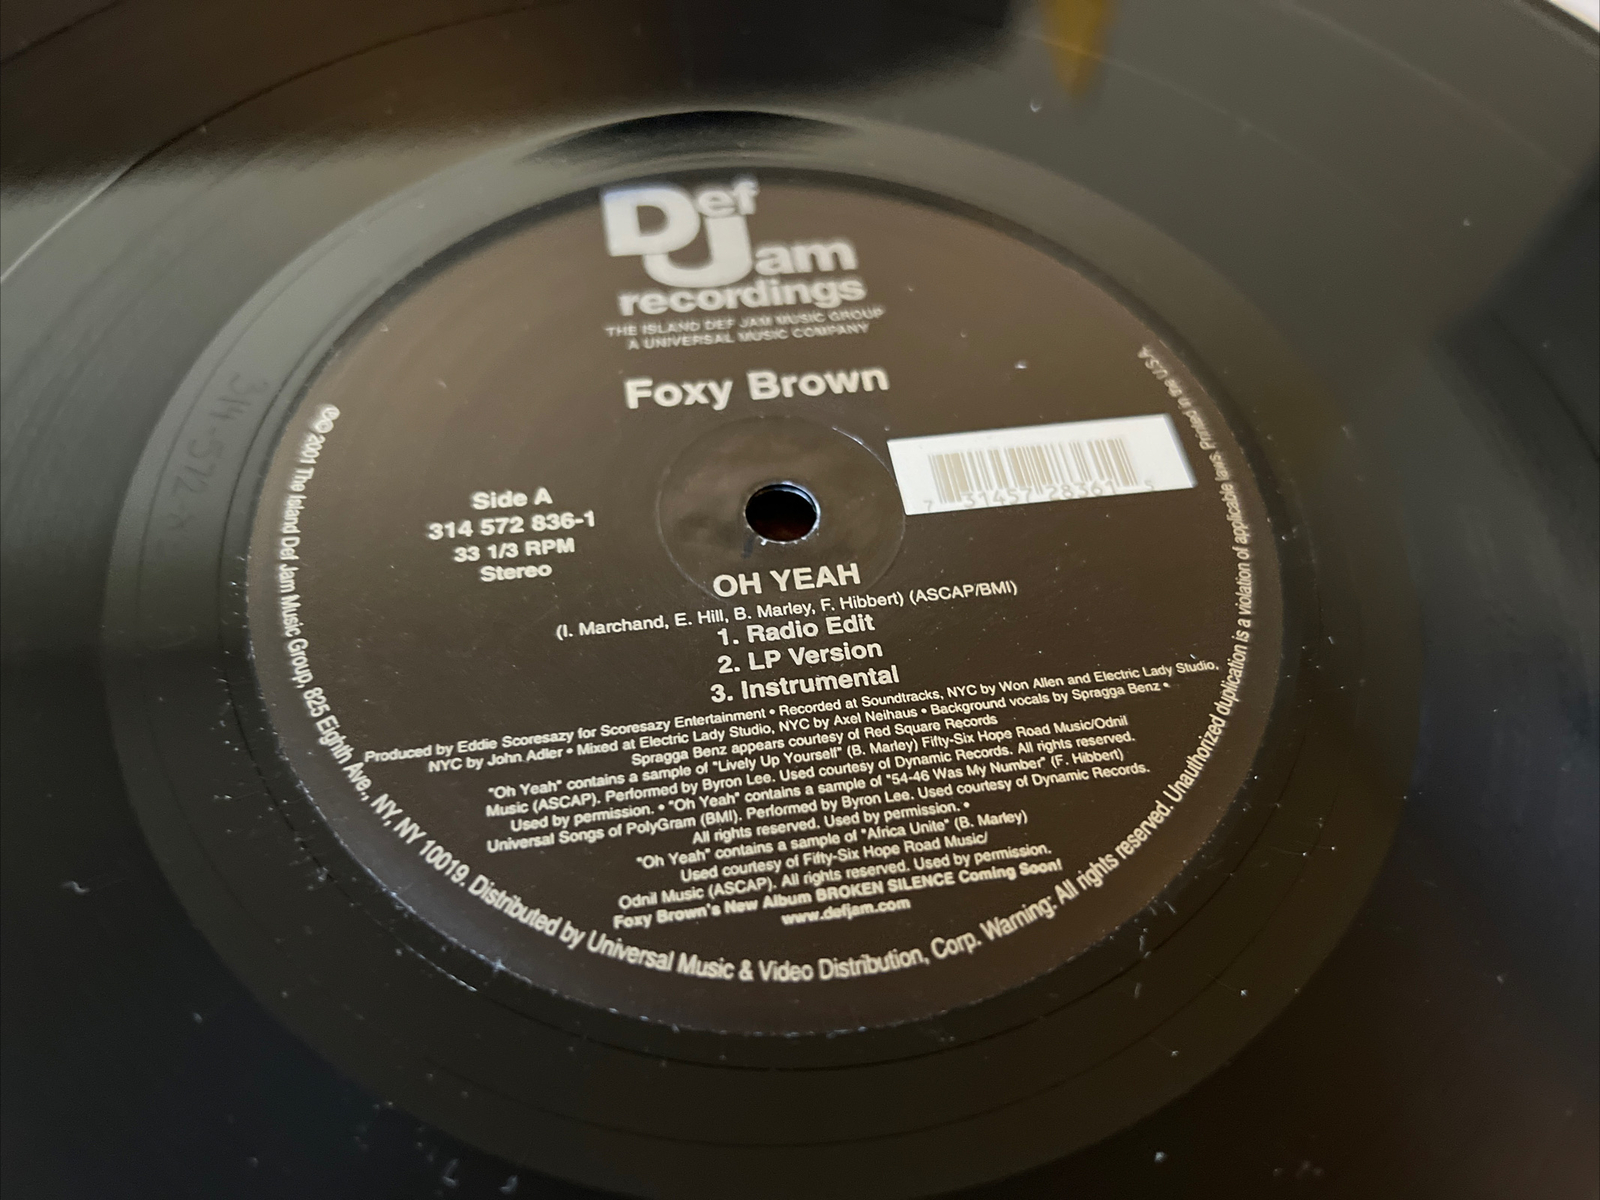 Def Jam
recordings
THE ISLAND DEF JAM MUSIC GROUP
A UNIVERSAL MUSIC COMPANY
Foxy Brown
Side A
314 572 836-1
33 1/3 RPM
Stereo
7 31457 28361 5
OH YEAH
(I. Marchand, E. Hill, B. Marley, F. Hibbert) (ASCAP/BMI)
1. Radio Edit
2. LP Version
3. Instrumental
Produced by Eddie Scoresazy for Scoresazy Entertainment • Recorded at Soundtracks, NYC by Won Allen and Electric Lady Studio,
NYC by John Adler • Mixed at Electric Lady Studio, NYC by Axel Neihaus • Background vocals by Spragga Benz •
Spragga Benz appears courtesy of Red Square Records
"Oh Yeah" contains a sample of "Lively Up Yourself" (B. Marley) Fifty-Six Hope Road Music/Odnil
Music (ASCAP). Performed by Byron Lee. Used courtesy of Dynamic Records. All rights reserved.
Used by permission. • "Oh Yeah" contains a sample of "54-46 Was My Number" (F. Hibbert)
Universal Songs of PolyGram (BMI). Performed by Byron Lee. Used courtesy of Dynamic Records.
All rights reserved. Used by permission. •
"Oh Yeah" contains a sample of "Africa Unite" (B. Marley)
Used courtesy of Fifty-Six Hope Road Music/
Odnil Music (ASCAP). All rights reserved. Used by permission.
Foxy Brown's New Album BROKEN SILENCE Coming Soon!
www.defjam.com
℗© 2001 The Island Def Jam Music Group, 825 Eighth Ave., NY, NY 10019. Distributed by Universal Music & Video Distribution, Corp. Warning: All rights reserved. Unauthorized duplication is a violation of applicable laws. Printed in the U.S.A.